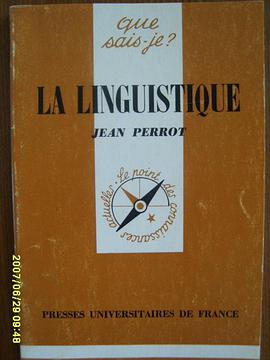 que
sais-je?
LA LINGUISTIQUE
JEAN PERROT
Le point des connaissances actuelles
PRESSES UNIVERSITAIRES DE FRANCE
2007/06/29 09:48